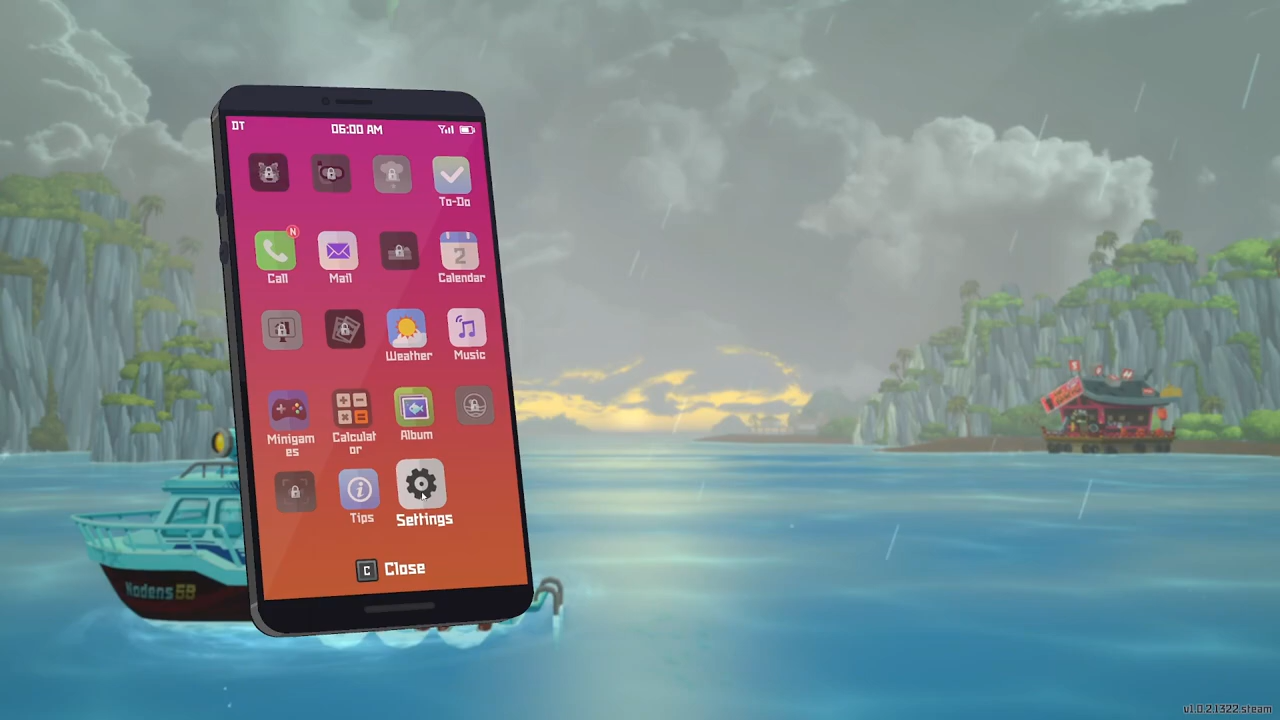 DT
06:00 AM
To-Do
N
Call
Mail
2
Calendar
Weather
Music
Minigam
es
Calculat
or
Album
Tips
Settings
C Close
Nodens 58
v1.0.2.1322.steam